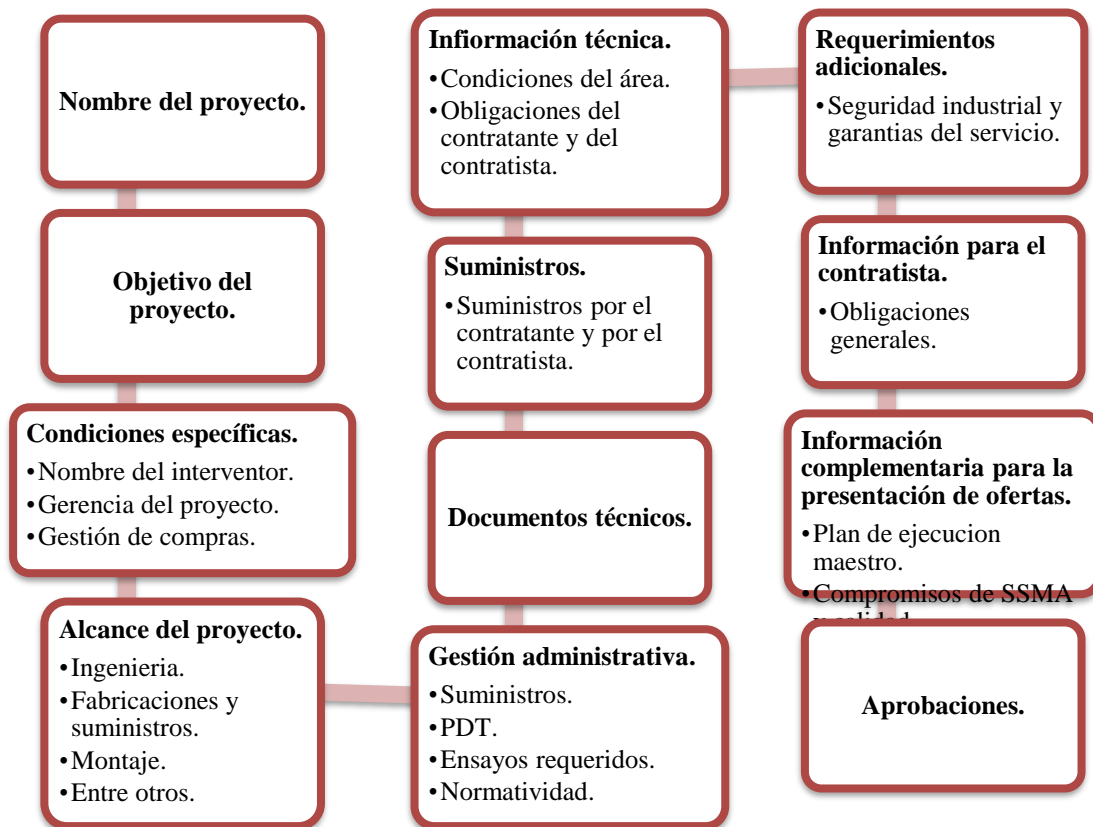 Nombre del proyecto.
Objetivo del
proyecto.
Condiciones específicas.
•Nombre del interventor.
•Gerencia del proyecto.
•Gestión de compras.
Alcance del proyecto.
•Ingenieria.
•Fabricaciones y
suministros.
•Montaje.
•Entre otros.
Gestión administrativa.
•Suministros.
•PDT.
•Ensayos requeridos.
•Normatividad.
Documentos técnicos.
Suministros.
•Suministros por el
contratante y por el
contratista.
Infiormación técnica.
•Condiciones del área.
•Obligaciones del
contratante y del
contratista.
Requerimientos
adicionales.
•Seguridad industrial y
garantias del servicio.
Información para el
contratista.
•Obligaciones
generales.
Información
complementaria para la
presentación de ofertas.
•Plan de ejecucion
maestro.
•Compromisos de SSMA
y calidad
Aprobaciones.